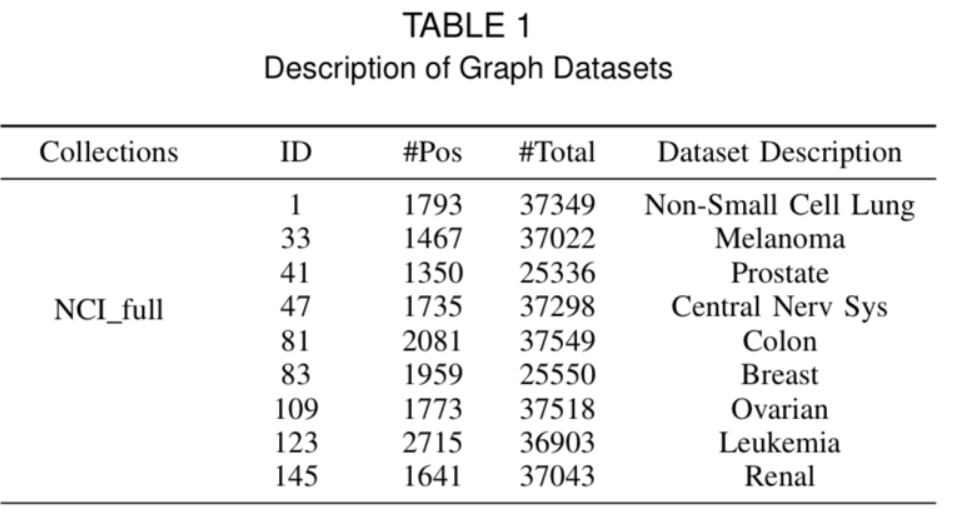 TABLE 1
Description of Graph Datasets
Collections ID #Pos #Total Dataset Description
1 1793 37349 Non-Small Cell Lung
33 1467 37022 Melanoma
41 1350 25336 Prostate
NCI_full 47 1735 37298 Central Nerv Sys
81 2081 37549 Colon
83 1959 25550 Breast
109 1773 37518 Ovarian
123 2715 36903 Leukemia
145 1641 37043 Renal